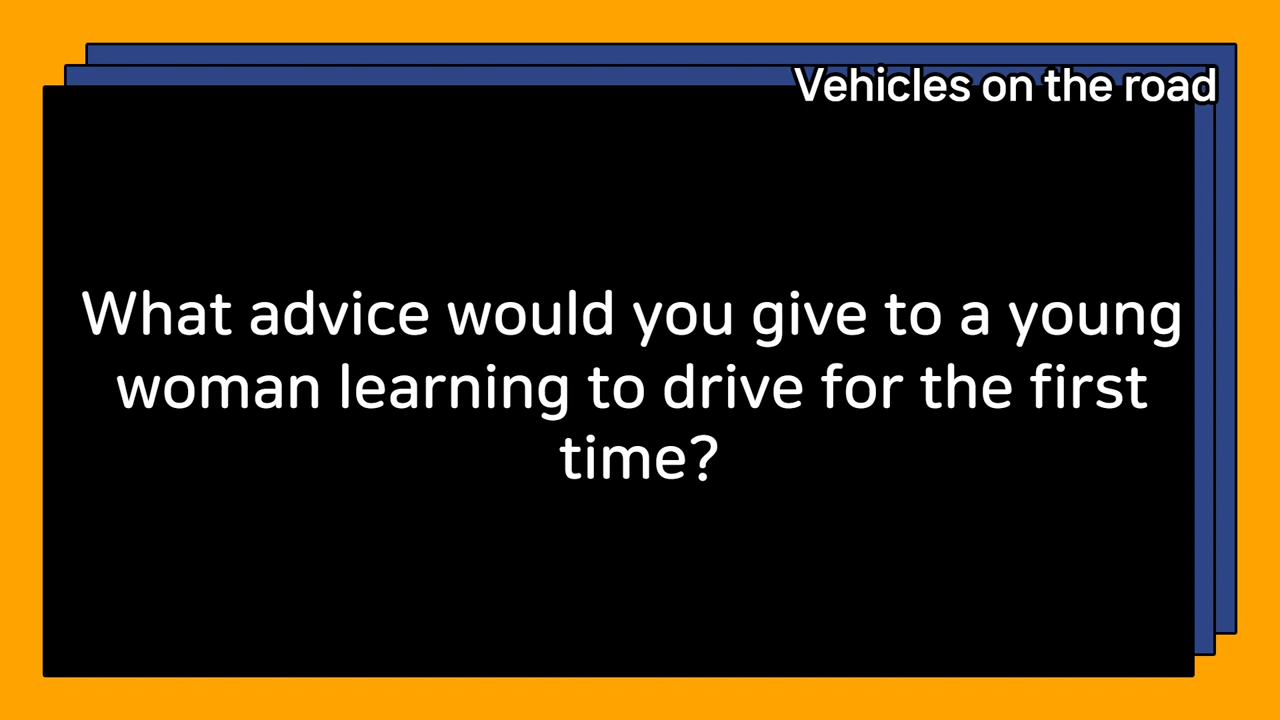 Vehicles on the road
What advice would you give to a young
woman learning to drive for the first
time?